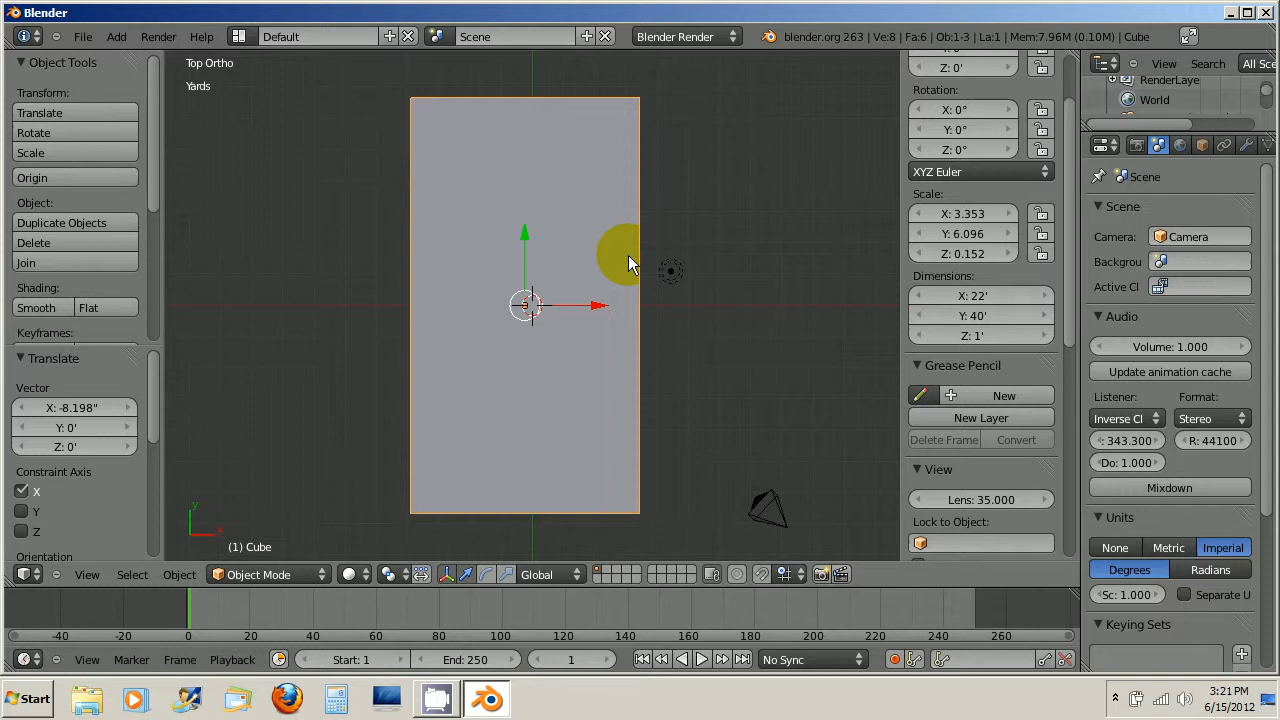 Blender
File Add Render Help Default Scene Blender Render blender.org 263 | Ve:8 | Fa:6 | Ob:1-3 | La:1 | Mem:7.96M (0.10M) | Cube
Object Tools
Transform:
Translate
Rotate
Scale
Origin
Object:
Duplicate Objects
Delete
Join
Shading:
Smooth Flat
Keyframes:
Translate
Vector
X: -8.198"
Y: 0'
Z: 0'
Constraint Axis
X
Y
Z
Orientation
Top Ortho
Yards
y
x
(1) Cube
Z: 0'
Rotation:
X: 0°
Y: 0°
Z: 0°
XYZ Euler
Scale:
X: 3.353
Y: 6.096
Z: 0.152
Dimensions:
X: 22'
Y: 40'
Z: 1'
Grease Pencil
New
New Layer
Delete Frame Convert
View
Lens: 35.000
Lock to Object:
View Search All Sce
RenderLaye
World
Scene
Scene
Camera: Camera
Backgrou
Active Cl
Audio
Volume: 1.000
Update animation cache
Listener: Format:
Inverse Cl Stereo
: 343.300 R: 44100
Do: 1.000
Mixdown
Units
None Metric Imperial
Degrees Radians
Sc: 1.000 Separate U
Keying Sets
View Select Object Object Mode Global
-40 -20 0 20 40 60 80 100 120 140 160 180 200 220 240 260
View Marker Frame Playback Start: 1 End: 250 1 No Sync
Start
3:21 PM
6/15/2012